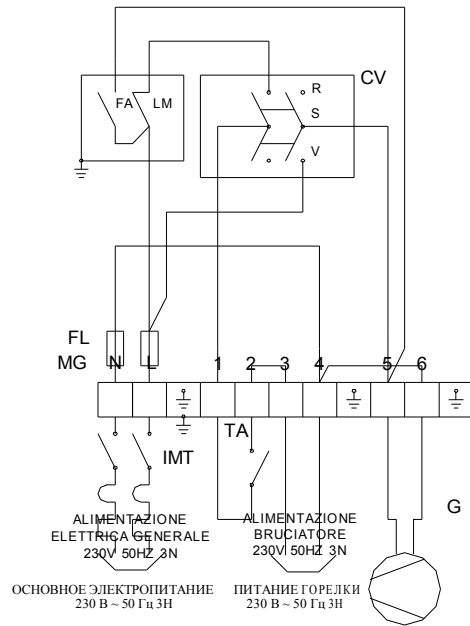 CV
R
FA LM
S
V
FL
MG N L 1 2 3 4 5 6
TA
IMT
G
ALIMENTAZIONE
ELETTRICA GENERALE
230V 50HZ 3N
ALIMENTAZIONE
BRUCIATORE
230V 50HZ 3N
ОСНОВНОЕ ЭЛЕКТРОПИТАНИЕ
230 В ~ 50 Гц 3Н
ПИТАНИЕ ГОРЕЛКИ
230 В ~ 50 Гц 3Н